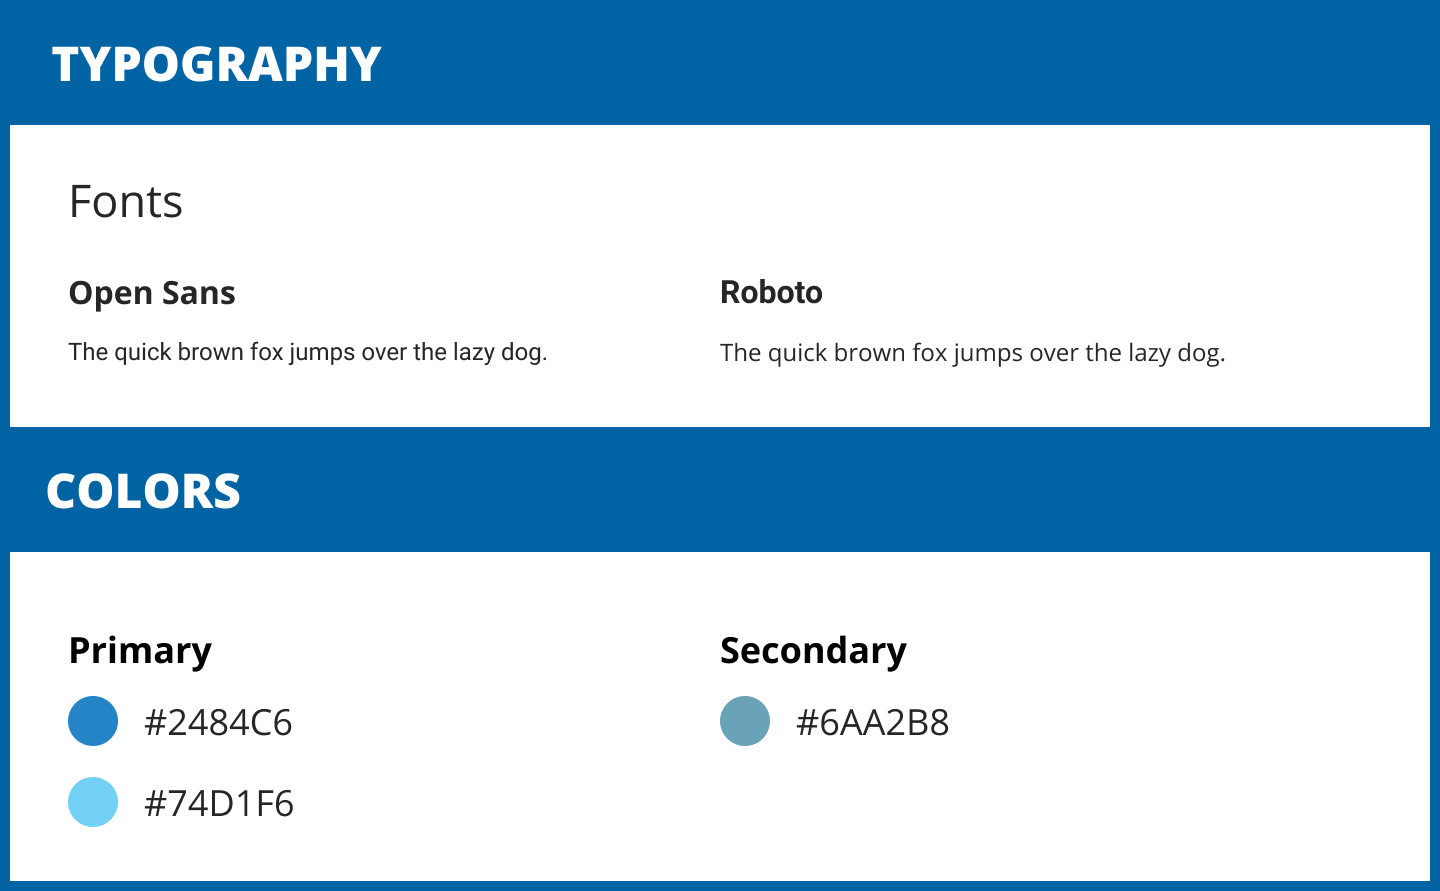 TYPOGRAPHY
Fonts
Open Sans
The quick brown fox jumps over the lazy dog.
Roboto
The quick brown fox jumps over the lazy dog.
COLORS
Primary
#2484C6
#74D1F6
Secondary
#6AA2B8